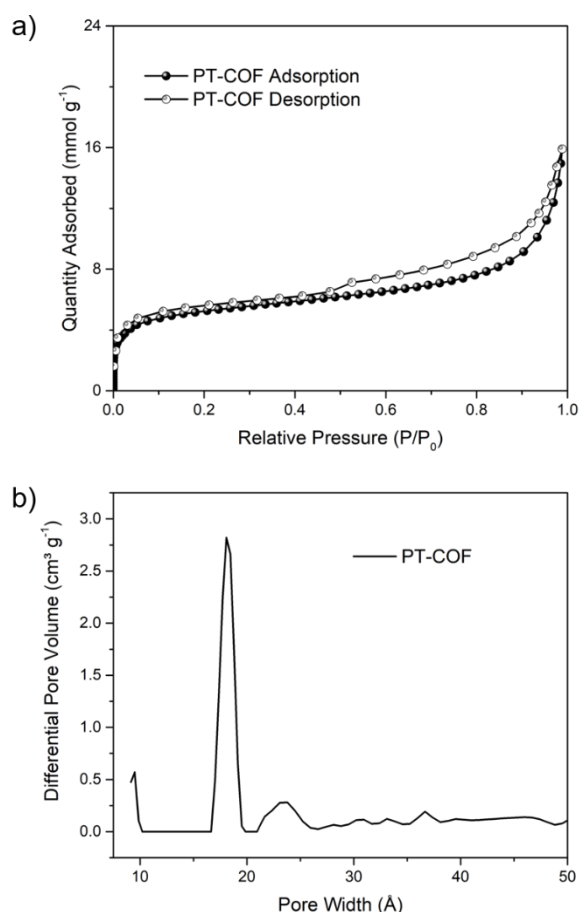 a)
24
16
8
0
Quantity Adsorbed (mmol g⁻¹)
PT-COF Adsorption
PT-COF Desorption
0.0 0.2 0.4 0.6 0.8 1.0
Relative Pressure (P/P₀)
b)
3.0
2.5
2.0
1.5
1.0
0.5
0.0
Differential Pore Volume (cm³ g⁻¹)
PT-COF
10 20 30 40 50
Pore Width (Å)